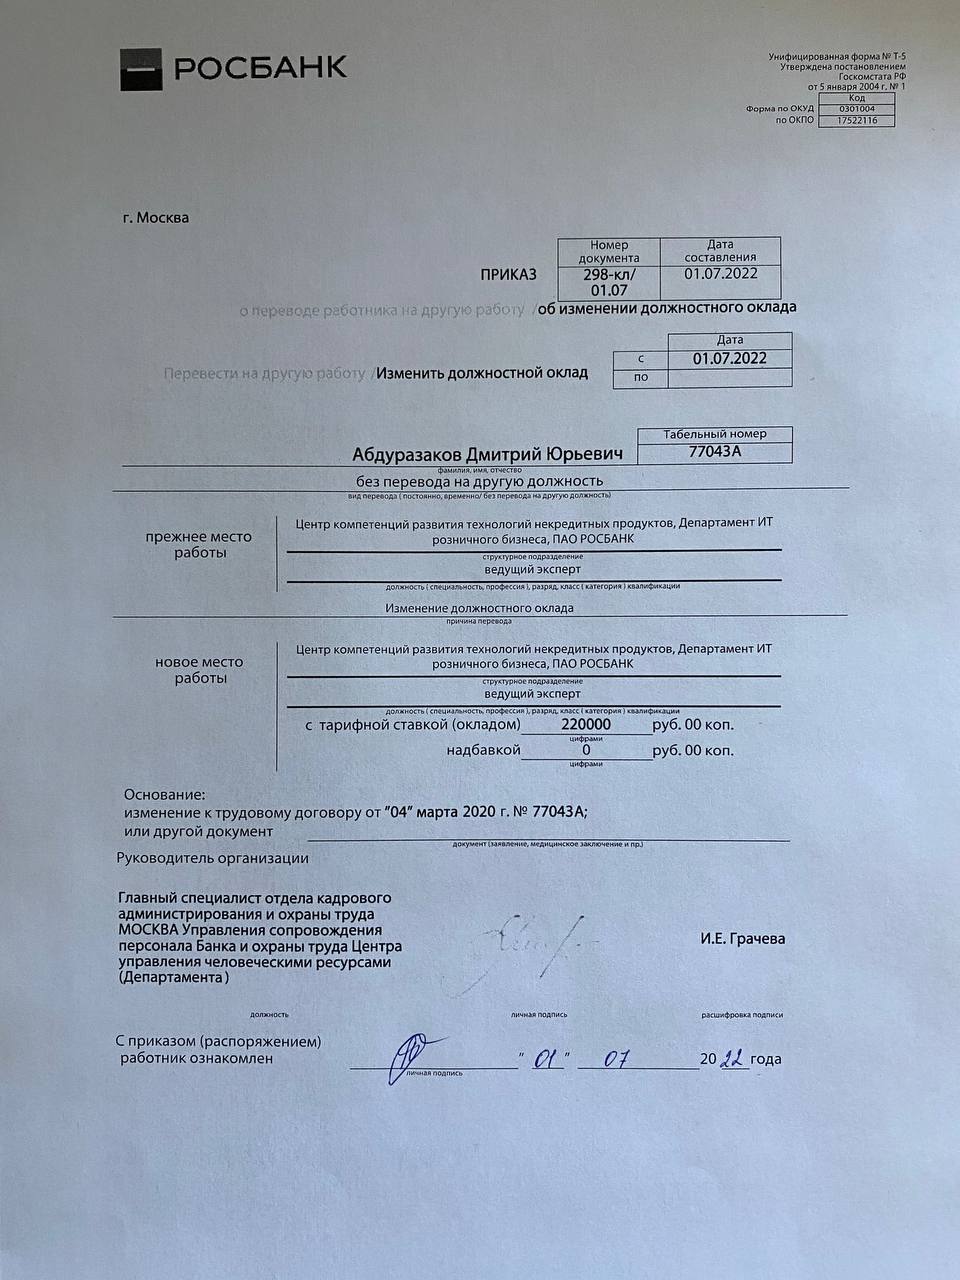 РОСБАНК
Унифицированная форма № Т-5
Утверждена постановлением
Госкомстата РФ
от 5 января 2004 г. № 1
Код
Форма по ОКУД 0301004
по ОКПО 17522116
г. Москва
Номер документа Дата составления
ПРИКАЗ 298-кл/01.07 01.07.2022
о переводе работника на другую работу /об изменении должностного оклада
Дата
Перевести на другую работу /Изменить должностной оклад с 01.07.2022
по
Табельный номер
Абдуразаков Дмитрий Юрьевич 77043А
фамилия, имя, отчество
без перевода на другую должность
вид перевода ( постоянно, временно/ без перевода на другую должность)
прежнее место работы
Центр компетенций развития технологий некредитных продуктов, Департамент ИТ
розничного бизнеса, ПАО РОСБАНК
структурное подразделение
ведущий эксперт
должность ( специальность, профессия ), разряд, класс ( категория ) квалификации
Изменение должностного оклада
причина перевода
новое место работы
Центр компетенций развития технологий некредитных продуктов, Департамент ИТ
розничного бизнеса, ПАО РОСБАНК
структурное подразделение
ведущий эксперт
должность ( специальность, профессия ), разряд, класс ( категория ) квалификации
с тарифной ставкой (окладом) 220000 руб. 00 коп.
цифрами
надбавкой 0 руб. 00 коп.
цифрами
Основание:
изменение к трудовому договору от "04" марта 2020 г. № 77043А;
или другой документ
документ (заявление, медицинское заключение и пр.)
Руководитель организации
Главный специалист отдела кадрового
администрирования и охраны труда
МОСКВА Управления сопровождения
персонала Банка и охраны труда Центра
управления человеческими ресурсами
(Департамента )
И.Е. Грачева
должность личная подпись расшифровка подписи
С приказом (распоряжением)
работник ознакомлен " 01 " 07 2022 года
личная подпись